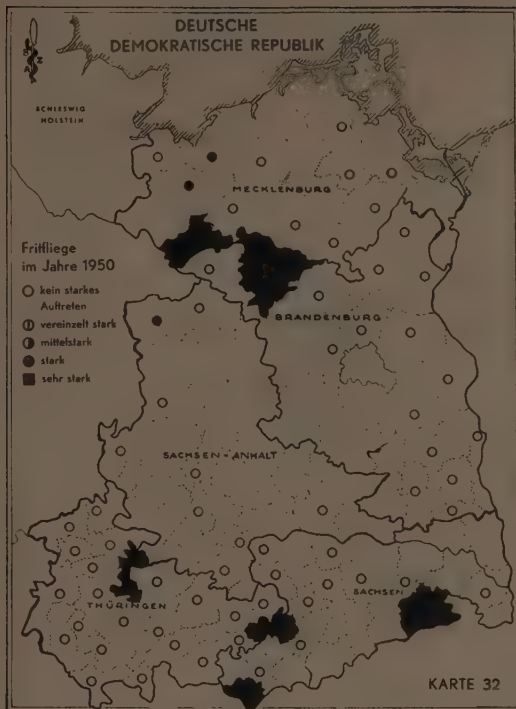 DEUTSCHE
DEMOKRATISCHE REPUBLIK
SCHLESWIG
HOLSTEIN
MECKLENBURG
Fritfliege
im Jahre 1950
kein starkes
Auftreten
vereinzelt stark
mittelstark
stark
sehr stark
BRANDENBURG
SACHSEN-ANHALT
SACHSEN
THÜRINGEN
KARTE 32